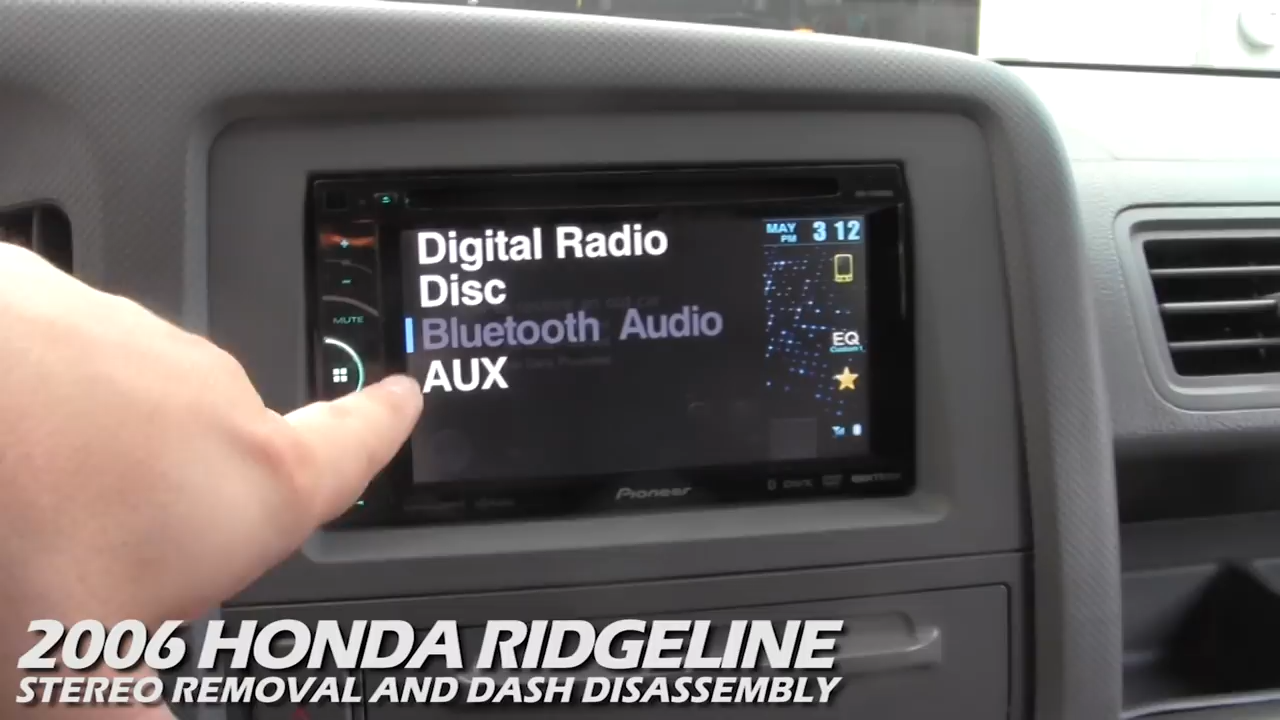 Digital Radio
MAY
PM
3 12
Disc
MUTE
Bluetooth Audio
EQ
Custom1
AUX
Pioneer
2006 HONDA RIDGELINE
STEREO REMOVAL AND DASH DISASSEMBLY